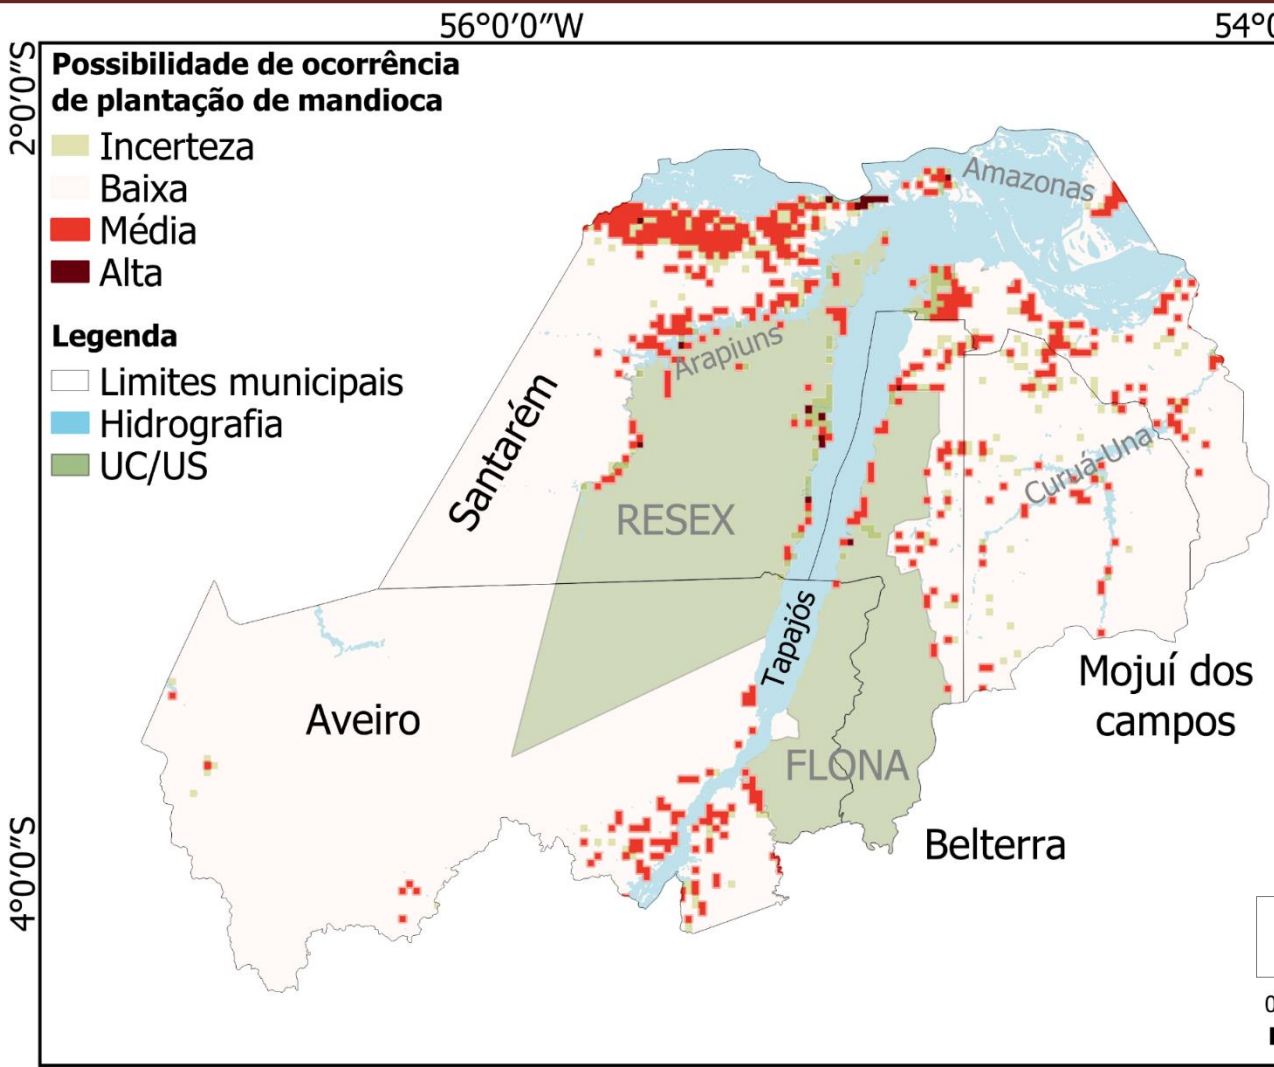 56°0′0″W
54°0
2°0′0″S
Possibilidade de ocorrência
de plantação de mandioca
Incerteza
Baixa
Média
Alta
Legenda
Limites municipais
Hidrografia
UC/US
Amazonas
Arapiuns
Santarém
Curuá-Una
RESEX
Tapajós
Mojuí dos
campos
Aveiro
FLONA
Belterra
4°0′0″S
0